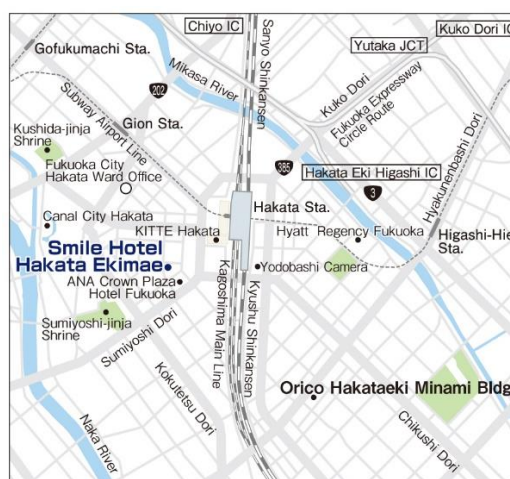 Chiyo IC
Sanyo Shinkansen
Kuko Dori IC
Yutaka JCT
Gofukumachi Sta.
202
Mikasa River
Kuko Dori
Fukuoka Expressway
Circle Route
Subway Airport Line
Gion Sta.
Kushida-jinja
Shrine
Fukuoka City
Hakata Ward Office
385
Hakata Eki Higashi IC
3
Hyakunenbashi Dori
Hakata Sta.
Canal City Hakata
KITTE Hakata
Hyatt Regency Fukuoka
Higashi-Hie
Sta.
Smile Hotel
Hakata Ekimae
Yodobashi Camera
ANA Crown Plaza
Hotel Fukuoka
Kagoshima Main Line
Kyushu Shinkansen
Sumiyoshi-jinja
Shrine
Sumiyoshi Dori
Kokutetsu Dori
Orico Hakataeki Minami Bldg
Naka River
Chikushi Dori